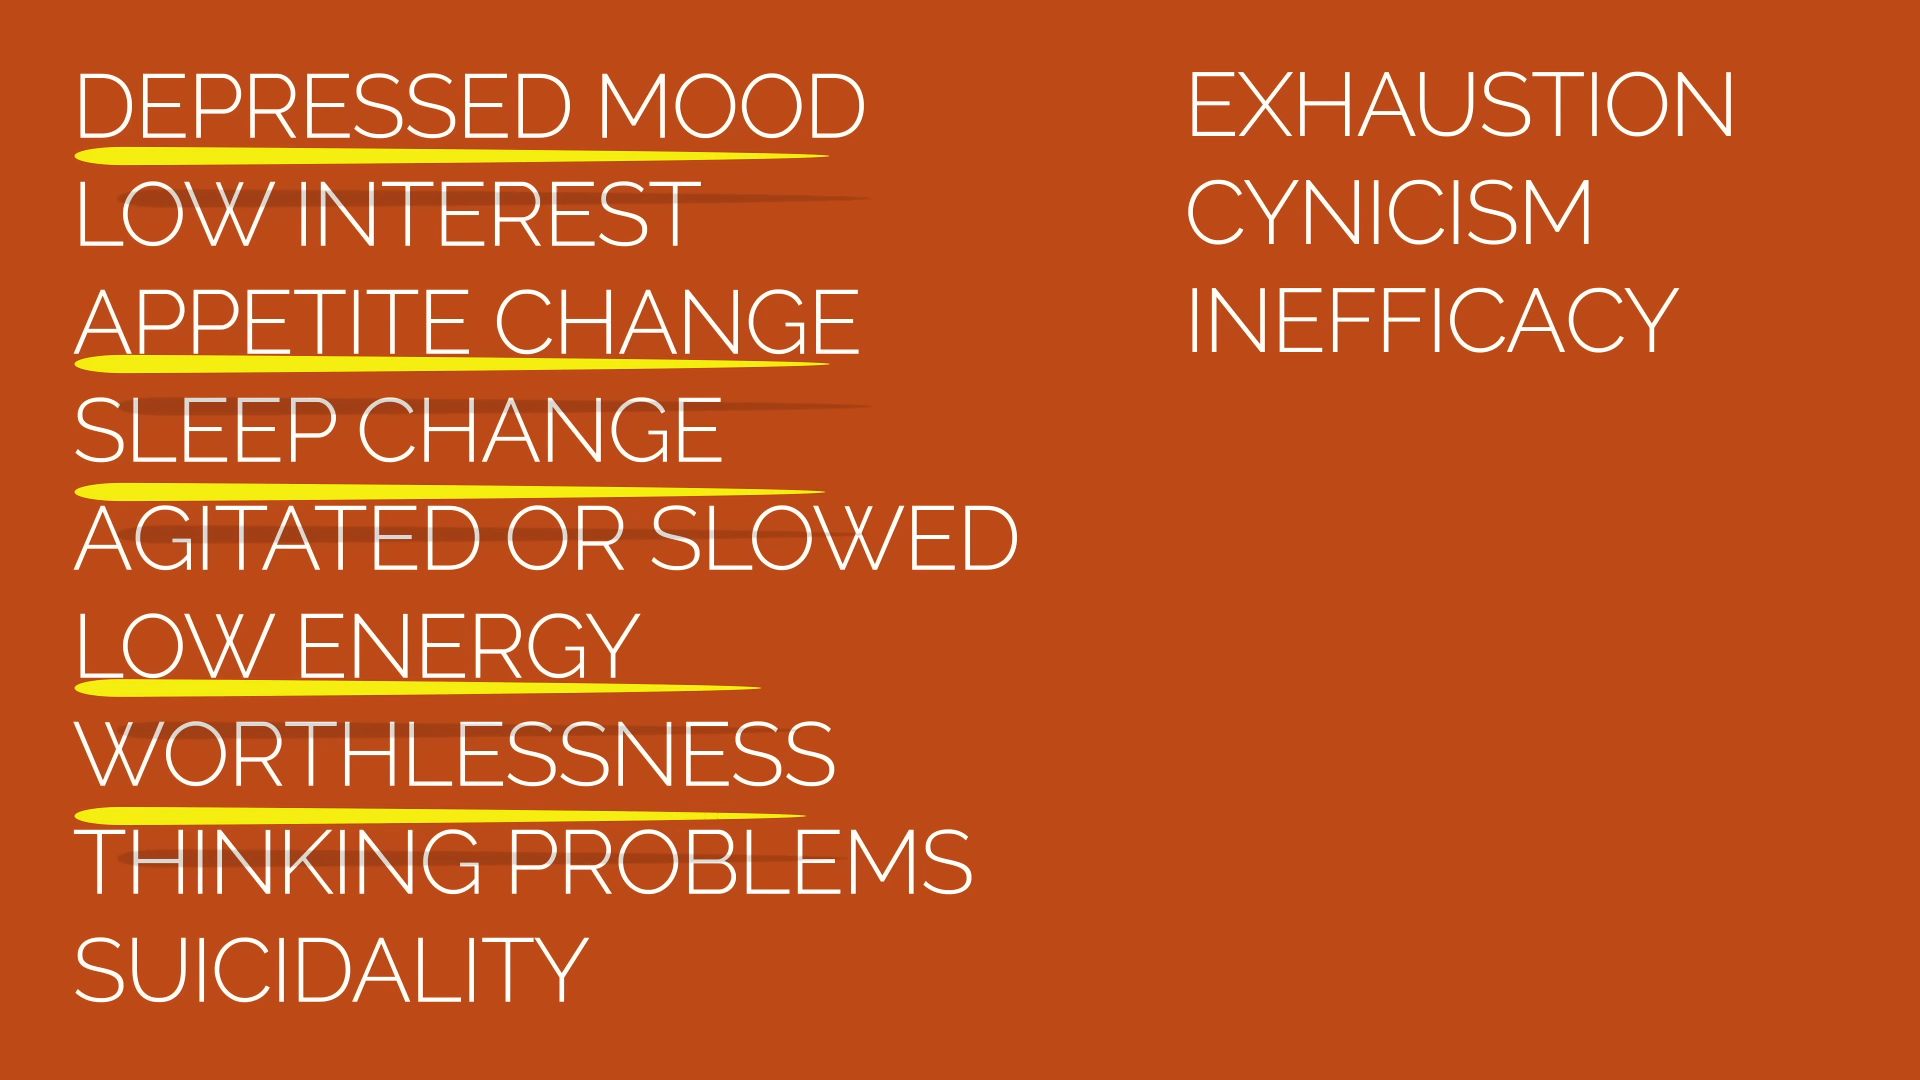 DEPRESSED MOOD
LOW INTEREST
APPETITE CHANGE
SLEEP CHANGE
AGITATED OR SLOWED
LOW ENERGY
WORTHLESSNESS
THINKING PROBLEMS
SUICIDALITY
EXHAUSTION
CYNICISM
INEFFICACY